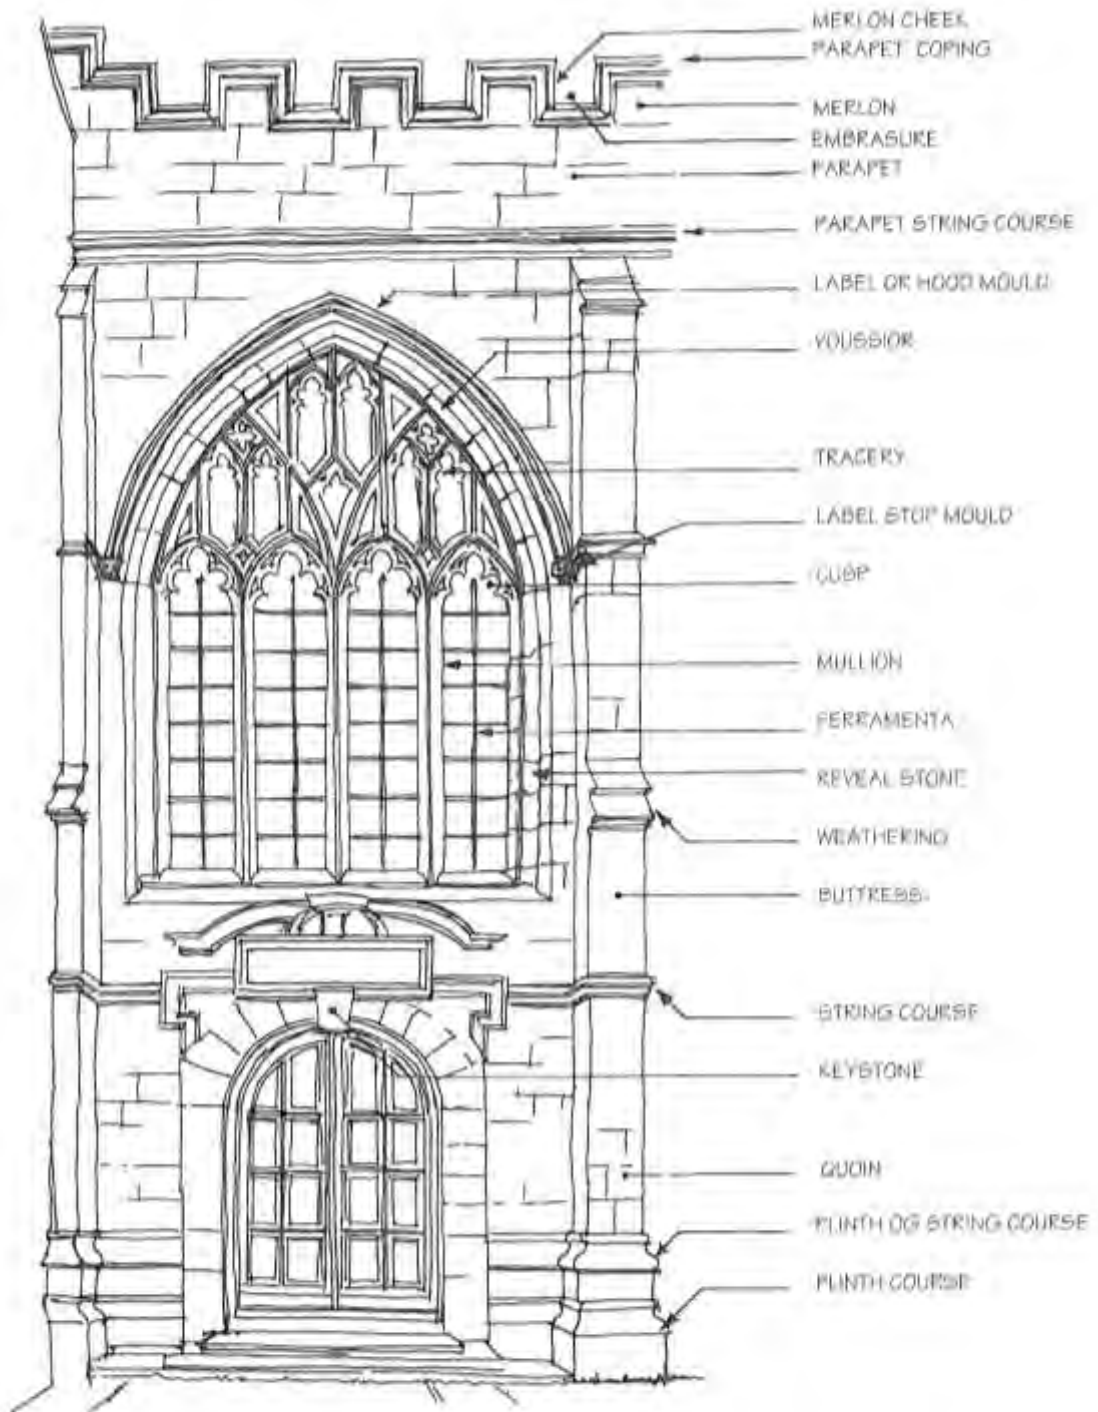 MERLON CHEEK
PARAPET COPING
MERLON
EMBRASURE
PARAPET
PARAPET STRING COURSE
LABEL OR HOOD MOULD
VOUSSIOR
TRACERY
LABEL STOP MOULD
CUSP
MULLION
FERRAMENTA
REVEAL STONE
WEATHERING
BUTTRESS
STRING COURSE
KEYSTONE
QUOIN
PLINTH OG STRING COURSE
PLINTH COURSE